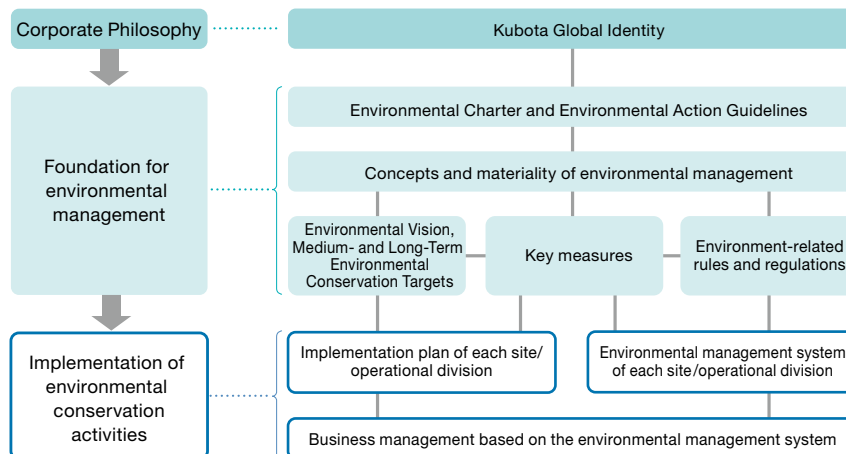 Corporate Philosophy
Kubota Global Identity
Foundation for
environmental
management
Environmental Charter and Environmental Action Guidelines
Concepts and materiality of environmental management
Environmental Vision,
Medium- and Long-Term
Environmental
Conservation Targets
Key measures
Environment-related
rules and regulations
Implementation of
environmental
conservation
activities
Implementation plan of each site/
operational division
Environmental management system
of each site/operational division
Business management based on the environmental management system